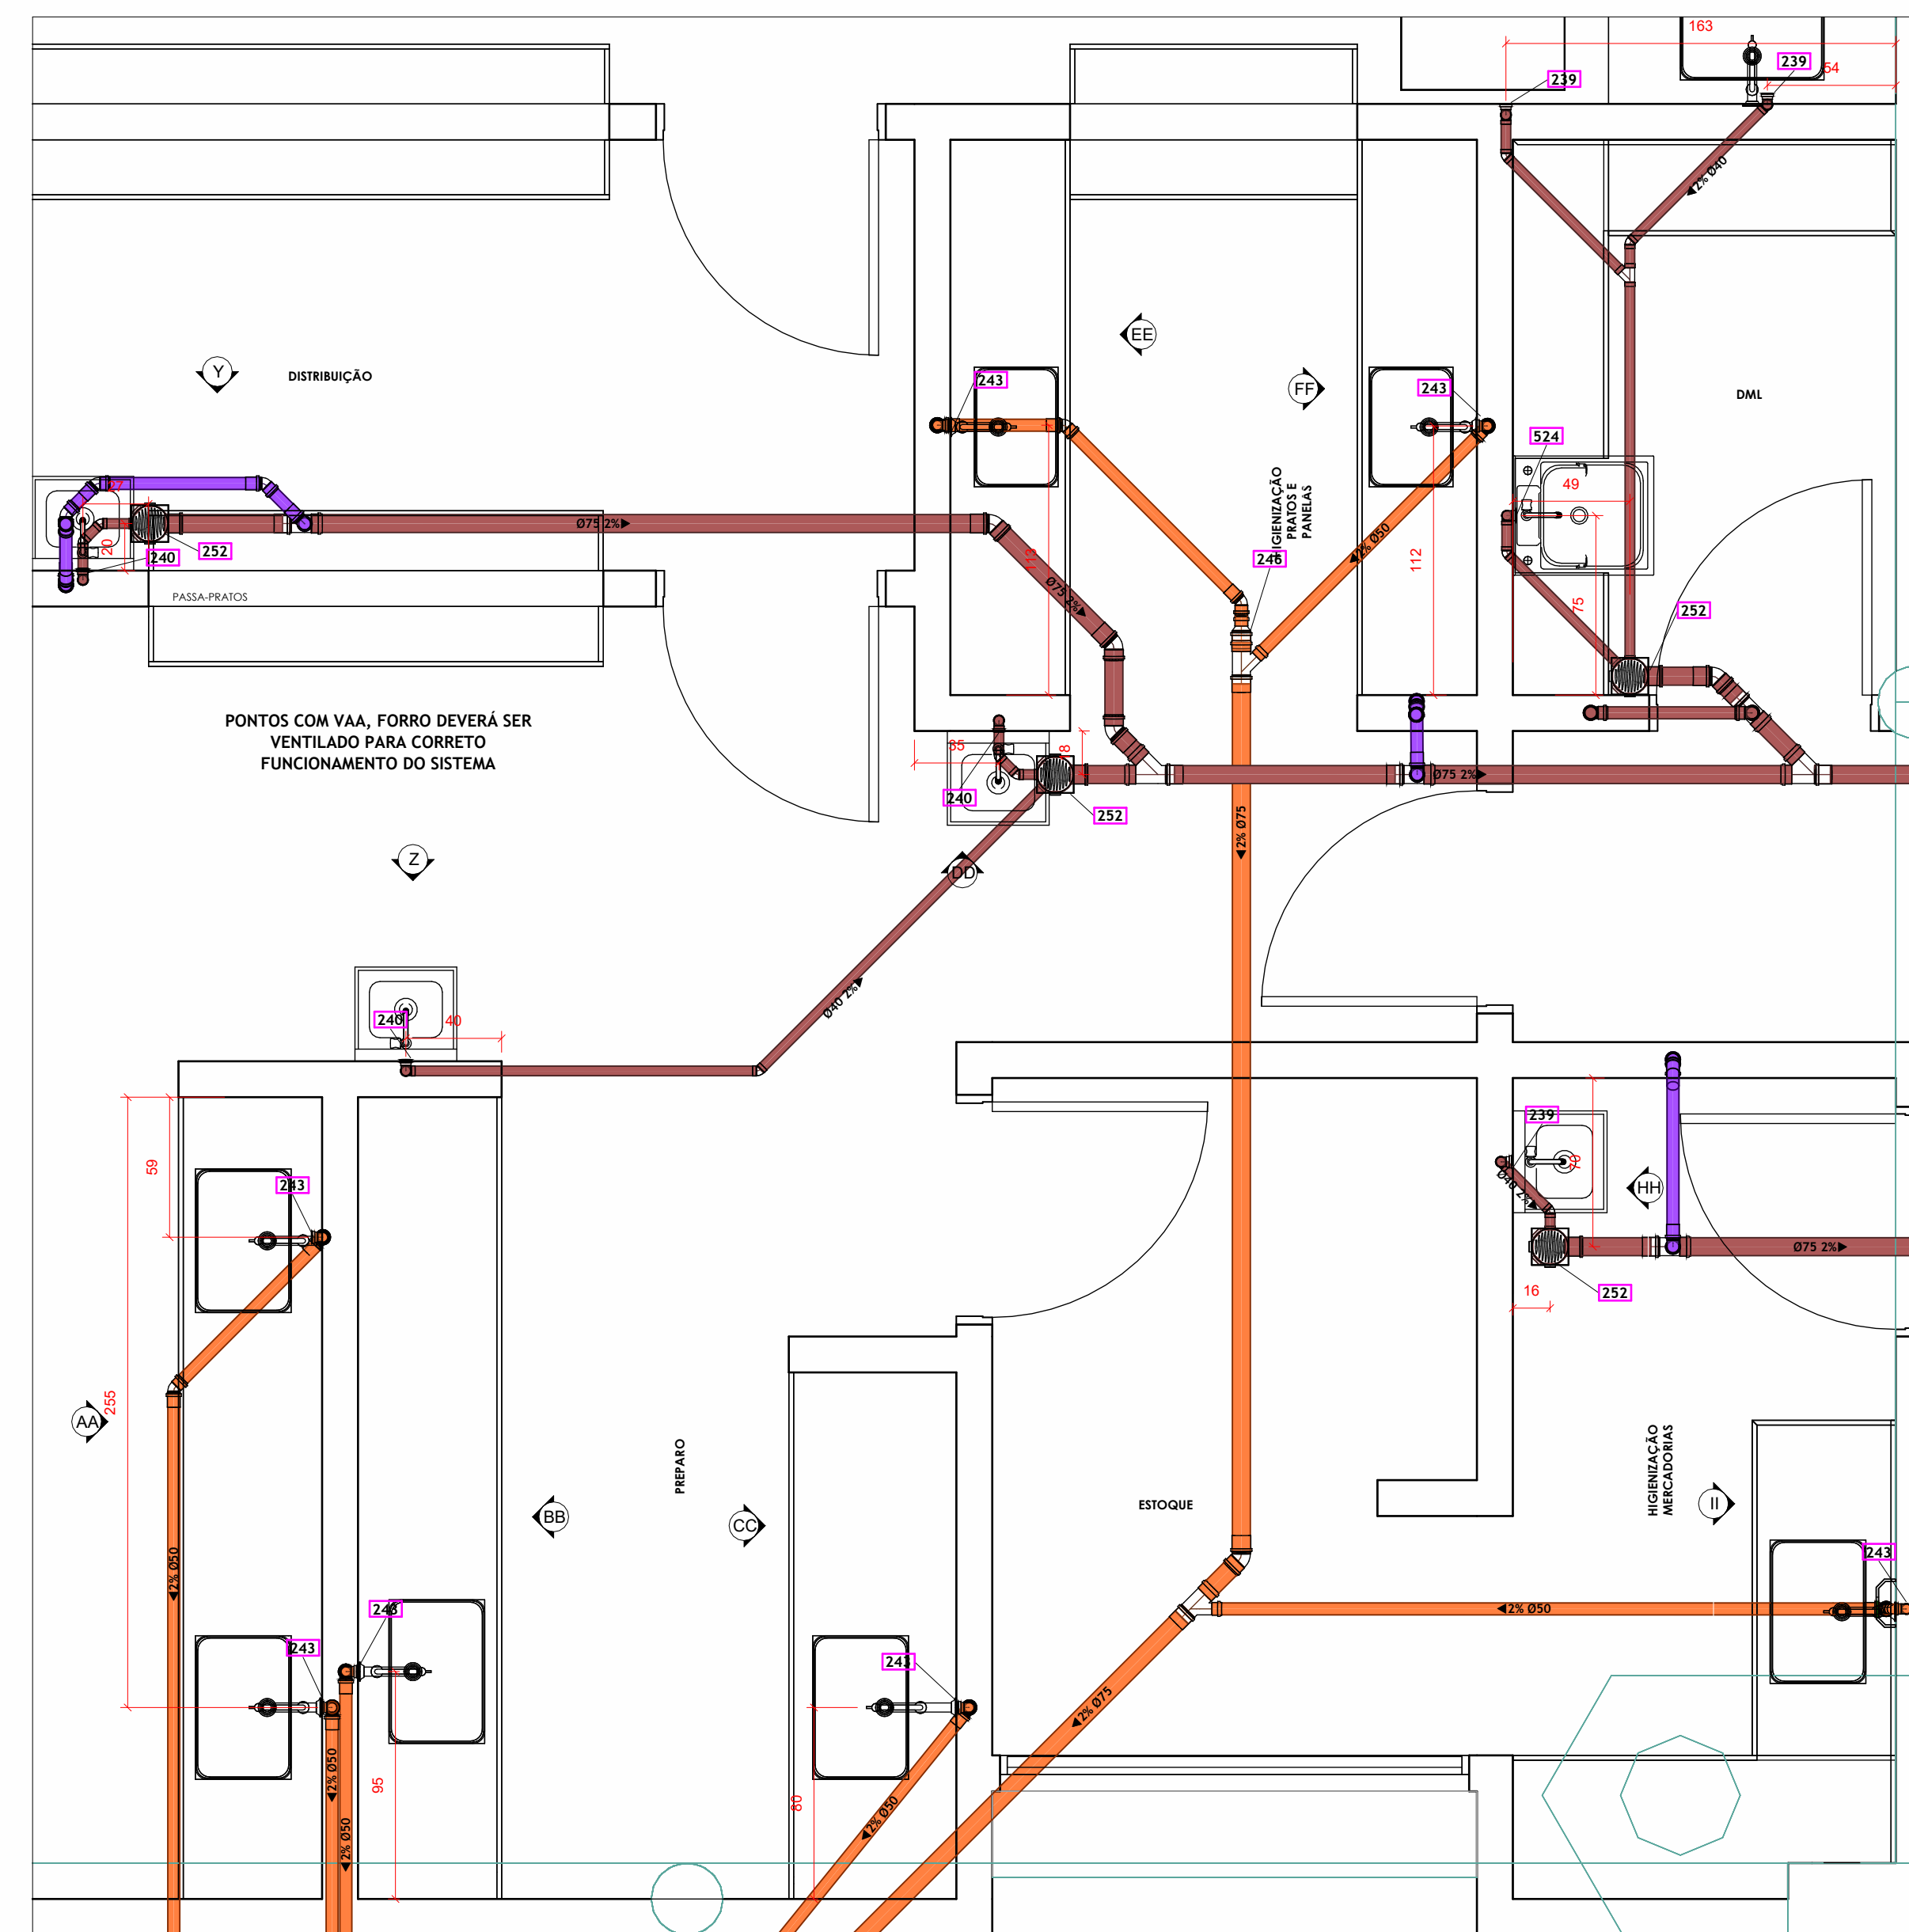 163
239
239
54
2% Ø40
EE
Y
DISTRIBUIÇÃO
243
FF
243
DML
524
27
HIGIENIZAÇÃO
PRATOS E
PANELAS
49
Ø75 2%
20
240
252
2% Ø50
246
113
112
Ø75 2%
75
PASSA-PRATOS
252
PONTOS COM VAA, FORRO DEVERÁ SER
VENTILADO PARA CORRETO
FUNCIONAMENTO DO SISTEMA
35
8
Ø75 2%
240
252
2% Ø75
Z
DD
Ø40 2%
240
40
239
59
70
243
Ø40 2%
HH
Ø75 2%
16
252
255
AA
PREPARO
HIGIENIZAÇÃO
MERCADORIAS
BB
CC
ESTOQUE
II
243
2% Ø50
243
2% Ø50
243
243
2% Ø75
2% Ø50
95
80
2% Ø50
2% Ø50